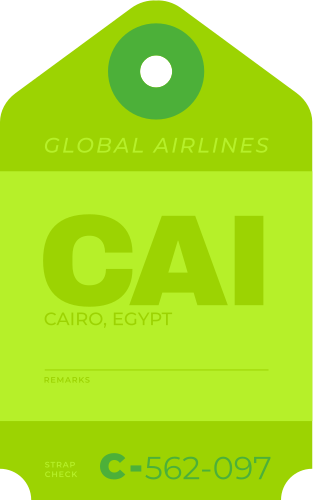 GLOBAL AIRLINES
CAI
CAIRO, EGYPT
REMARKS
STRAP
CHECK
C-562-097